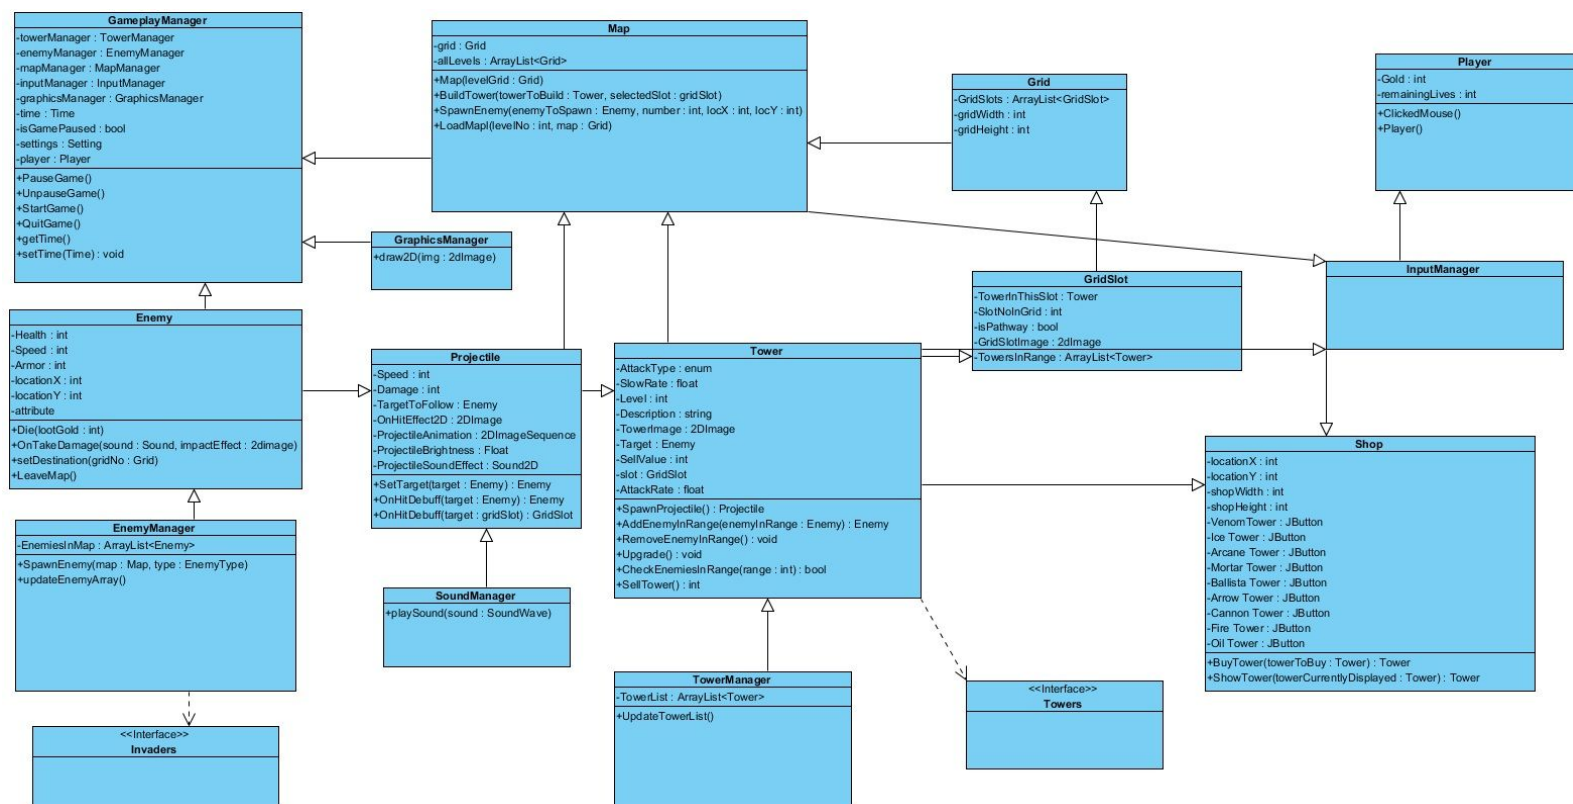 GameplayManager
-towerManager : TowerManager
-enemyManager : EnemyManager
-mapManager : MapManager
-inputManager : InputManager
-graphicsManager : GraphicsManager
-time : Time
-isGamePaused : bool
-settings : Setting
-player : Player
+PauseGame()
+UnpauseGame()
+StartGame()
+QuitGame()
+getTime()
+setTime(Time) : void
Map
-grid : Grid
-allLevels : ArrayList<Grid>
+Map(levelGrid : Grid)
+BuildTower(towerToBuild : Tower, selectedSlot : gridSlot)
+SpawnEnemy(enemyToSpawn : Enemy, number : int, locX : int, locY : int)
+LoadMapl(levelNo : int, map : Grid)
Grid
-GridSlots : ArrayList<GridSlot>
-gridWidth : int
-gridHeight : int
Player
-Gold : int
-remainingLives : int
+ClickedMouse()
+Player()
GraphicsManager
+draw2D(img : 2dImage)
GridSlot
-TowerInThisSlot : Tower
-SlotNoInGrid : int
-isPathway : bool
-GridSlotImage : 2dImage
-TowersInRange : ArrayList<Tower>
InputManager
Enemy
-Health : int
-Speed : int
-Armor : int
-locationX : int
-locationY : int
-attribute
+Die(lootGold : int)
+OnTakeDamage(sound : Sound, impactEffect : 2dimage)
+setDestination(gridNo : Grid)
+LeaveMap()
Projectile
-Speed : int
-Damage : int
-TargetToFollow : Enemy
-OnHitEffect2D : 2DImage
-ProjectileAnimation : 2DImageSequence
-ProjectileBrightness : Float
-ProjectileSoundEffect : Sound2D
+SetTarget(target : Enemy) : Enemy
+OnHitDebuff(target : Enemy) : Enemy
+OnHitDebuff(target : gridSlot) : GridSlot
Tower
-AttackType : enum
-SlowRate : float
-Level : int
-Description : string
-TowerImage : 2DImage
-Target : Enemy
-SellValue : int
-slot : GridSlot
-AttackRate : float
+SpawnProjectile() : Projectile
+AddEnemyInRange(enemyInRange : Enemy) : Enemy
+RemoveEnemyInRange() : void
+Upgrade() : void
+CheckEnemiesInRange(range : int) : bool
+SellTower() : int
Shop
-locationX : int
-locationY : int
-shopWidth : int
-shopHeight : int
-VenomTower : JButton
-Ice Tower : JButton
-Arcane Tower : JButton
-Mortar Tower : JButton
-Ballista Tower : JButton
-Arrow Tower : JButton
-Cannon Tower : JButton
-Fire Tower : JButton
-Oil Tower : JButton
+BuyTower(towerToBuy : Tower) : Tower
+ShowTower(towerCurrentlyDisplayed : Tower) : Tower
EnemyManager
-EnemiesInMap : ArrayList<Enemy>
+SpawnEnemy(map : Map, type : EnemyType)
+updateEnemyArray()
SoundManager
+playSound(sound : SoundWave)
TowerManager
-TowerList : ArrayList<Tower>
+UpdateTowerList()
<<Interface>>
Towers
<<Interface>>
Invaders